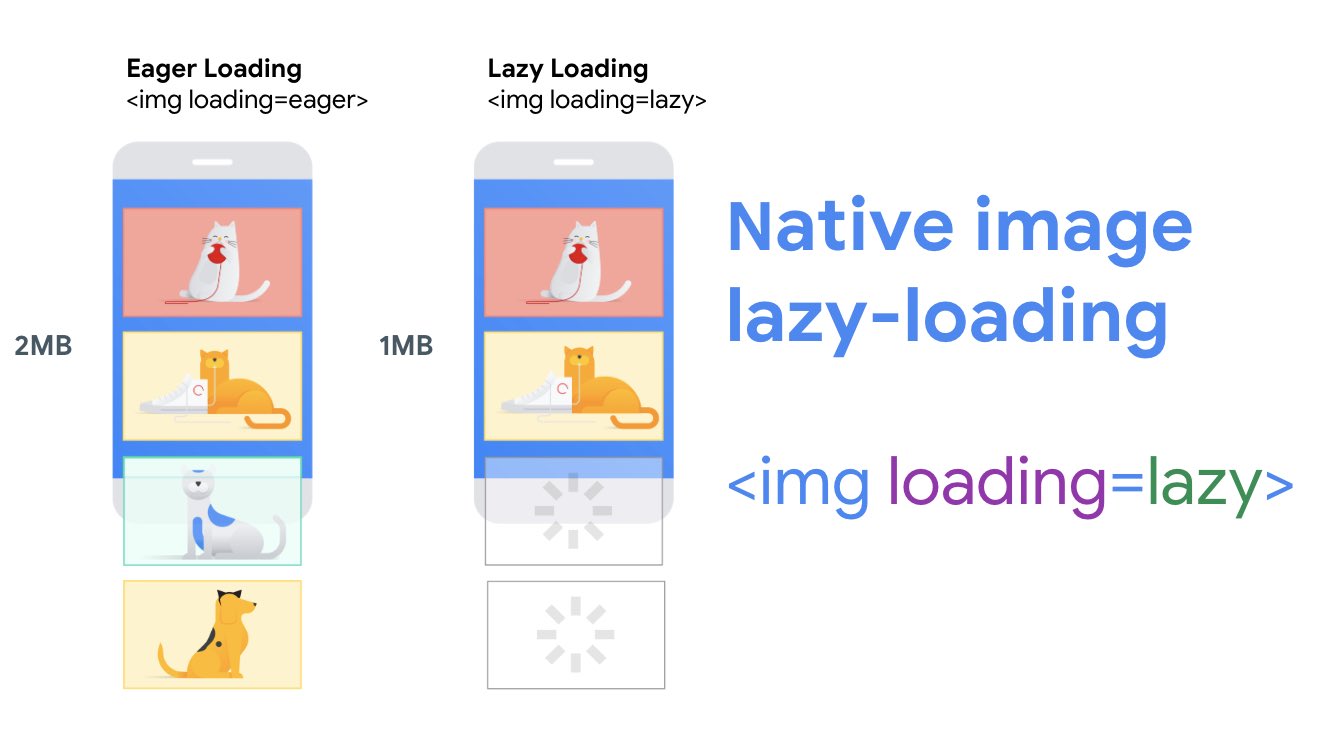 Eager Loading
<img loading=eager>
2MB
Lazy Loading
<img loading=lazy>
1MB
Native image
lazy-loading
<img loading=lazy>